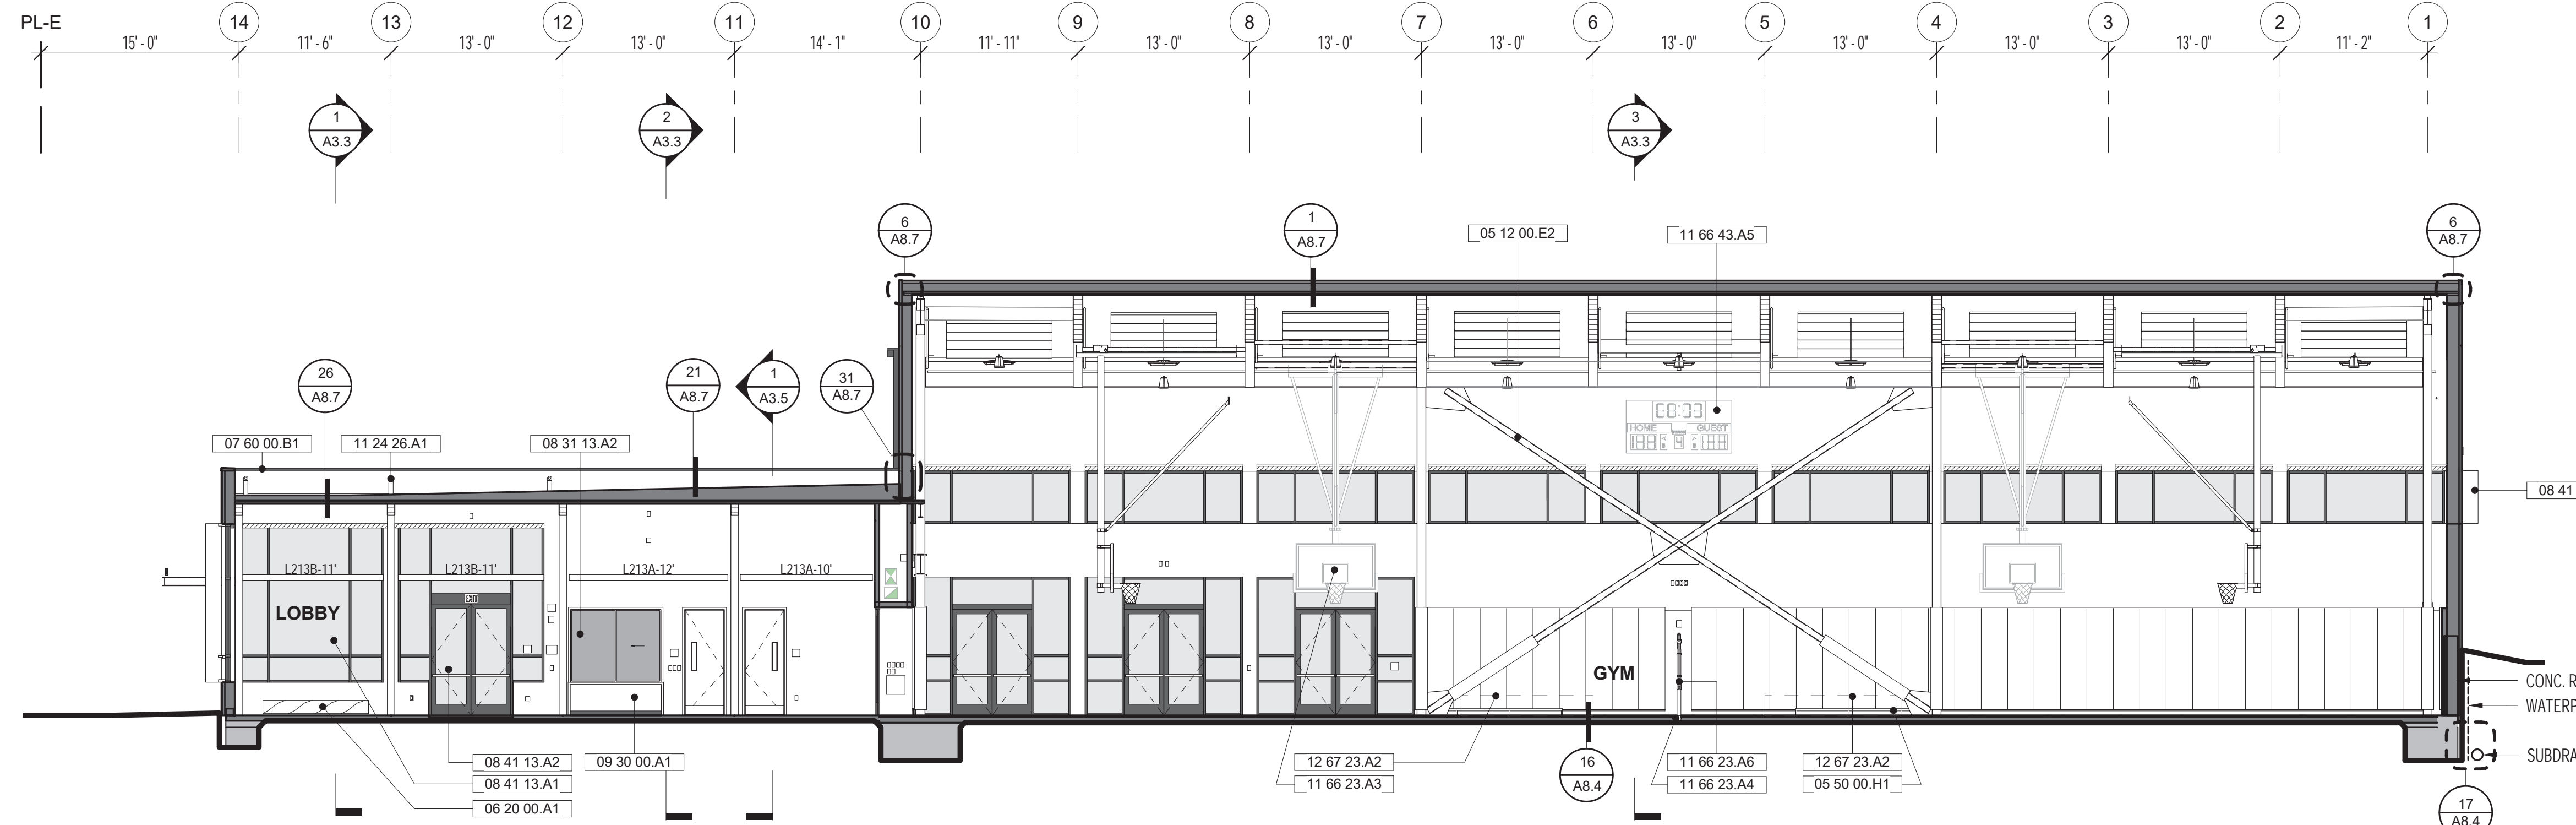 PL-E 14 13 12 11 10 9 8 7 6 5 4 3 2 1
15' - 0" 11' - 6" 13' - 0" 13' - 0" 14' - 1" 11' - 11" 13' - 0" 13' - 0" 13' - 0" 13' - 0" 13' - 0" 13' - 0" 13' - 0" 11' - 2"
1 2 3
A3.3 A3.3 A3.3
6 1 6
A8.7 A8.7 A8.7
05 12 00.E2 11 66 43.A5
26 21 1 31
A8.7 A8.7 A3.5 A8.7
07 60 00.B1 11 24 26.A1 08 31 13.A2
HOME GUEST
4
08 41
L213B-11' L213B-11' L213A-12' L213A-10'
EXIT
LOBBY
GYM
CONC. R
WATERP
SUBDRA
08 41 13.A2 09 30 00.A1 12 67 23.A2 11 66 23.A6 12 67 23.A2
08 41 13.A1 11 66 23.A3 11 66 23.A4 05 50 00.H1
06 20 00.A1
16
A8.4
17
A8.4